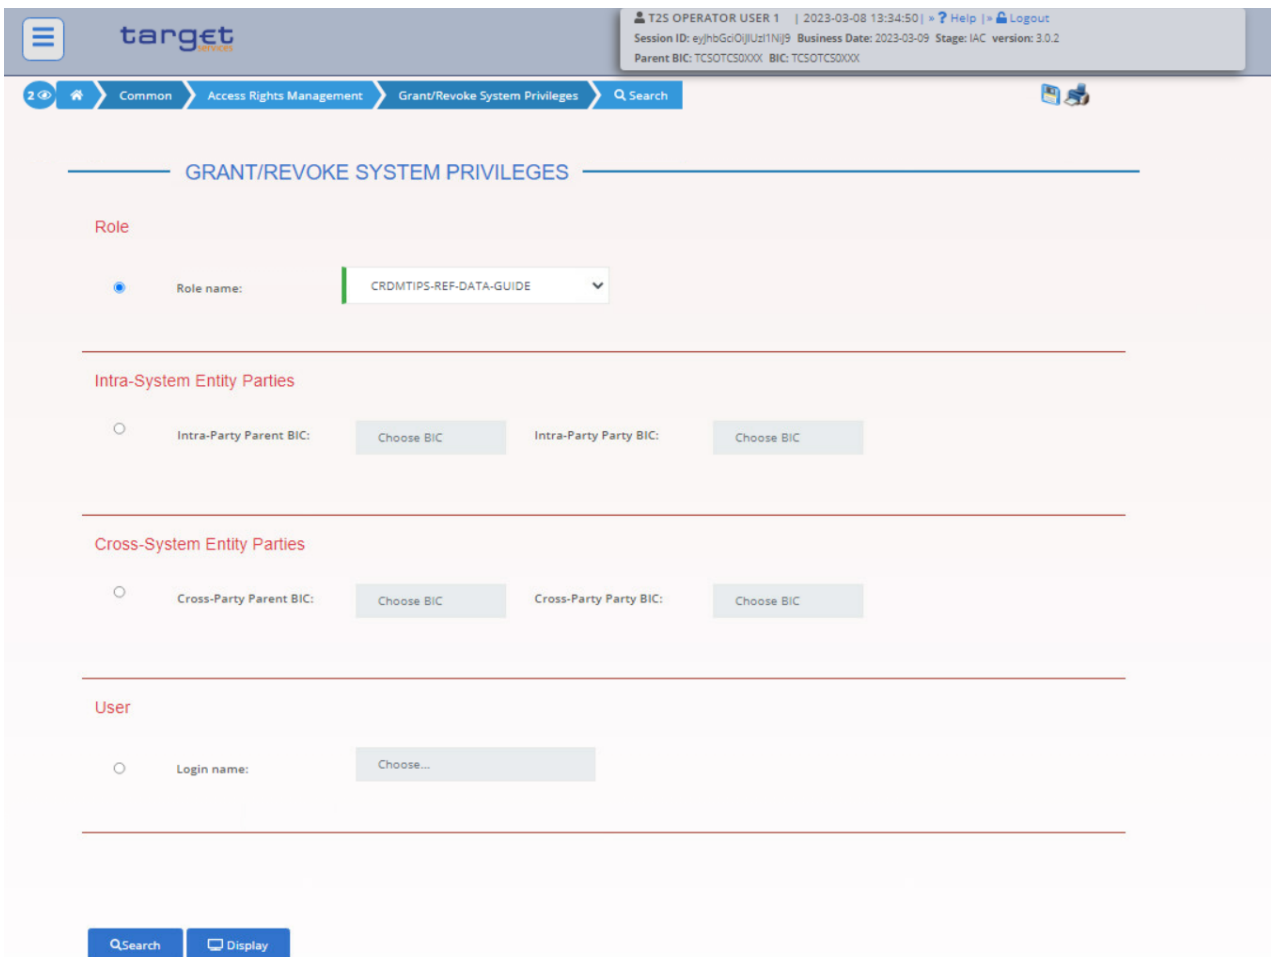 T2S OPERATOR USER 1 | 2023-03-08 13:34:50 | » ? Help | » Logout
target
services
Session ID: eyJhbGciOiJIUzI1NiJ9 Business Date: 2023-03-09 Stage: IAC version: 3.0.2
Parent BIC: TCSOTCS0XXX BIC: TCSOTCS0XXX
2 Common Access Rights Management Grant/Revoke System Privileges Search
GRANT/REVOKE SYSTEM PRIVILEGES
Role
Role name: CRDMTIPS-REF-DATA-GUIDE
Intra-System Entity Parties
Intra-Party Parent BIC: Choose BIC Intra-Party Party BIC: Choose BIC
Cross-System Entity Parties
Cross-Party Parent BIC: Choose BIC Cross-Party Party BIC: Choose BIC
User
Login name: Choose...
Search Display